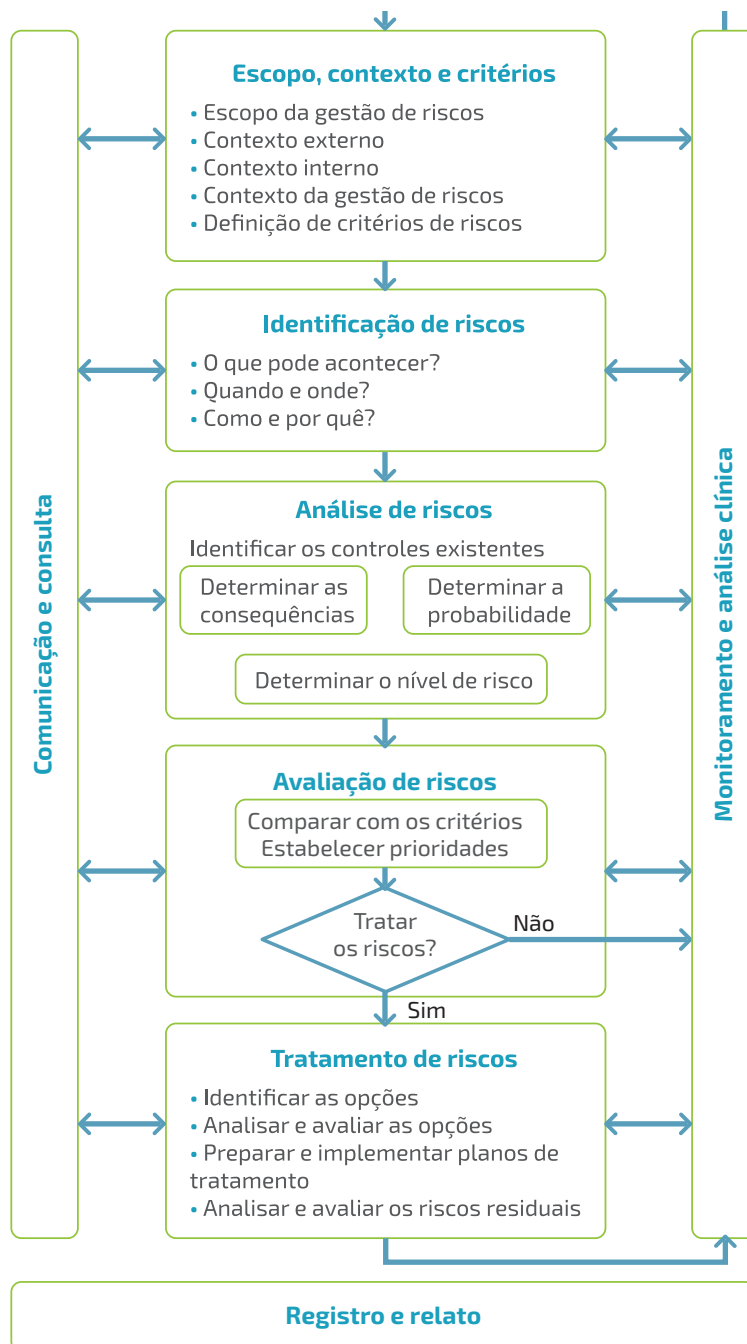 Escopo, contexto e critérios
• Escopo da gestão de riscos
• Contexto externo
• Contexto interno
• Contexto da gestão de riscos
• Definição de critérios de riscos
Identificação de riscos
• O que pode acontecer?
• Quando e onde?
• Como e por quê?
Análise de riscos
Identificar os controles existentes
Determinar as
consequências
Determinar a
probabilidade
Determinar o nível de risco
Avaliação de riscos
Comparar com os critérios
Estabelecer prioridades
Tratar
os riscos?
Não
Sim
Tratamento de riscos
• Identificar as opções
• Analisar e avaliar as opções
• Preparar e implementar planos de
tratamento
• Analisar e avaliar os riscos residuais
Comunicação e consulta
Monitoramento e análise clínica
Registro e relato